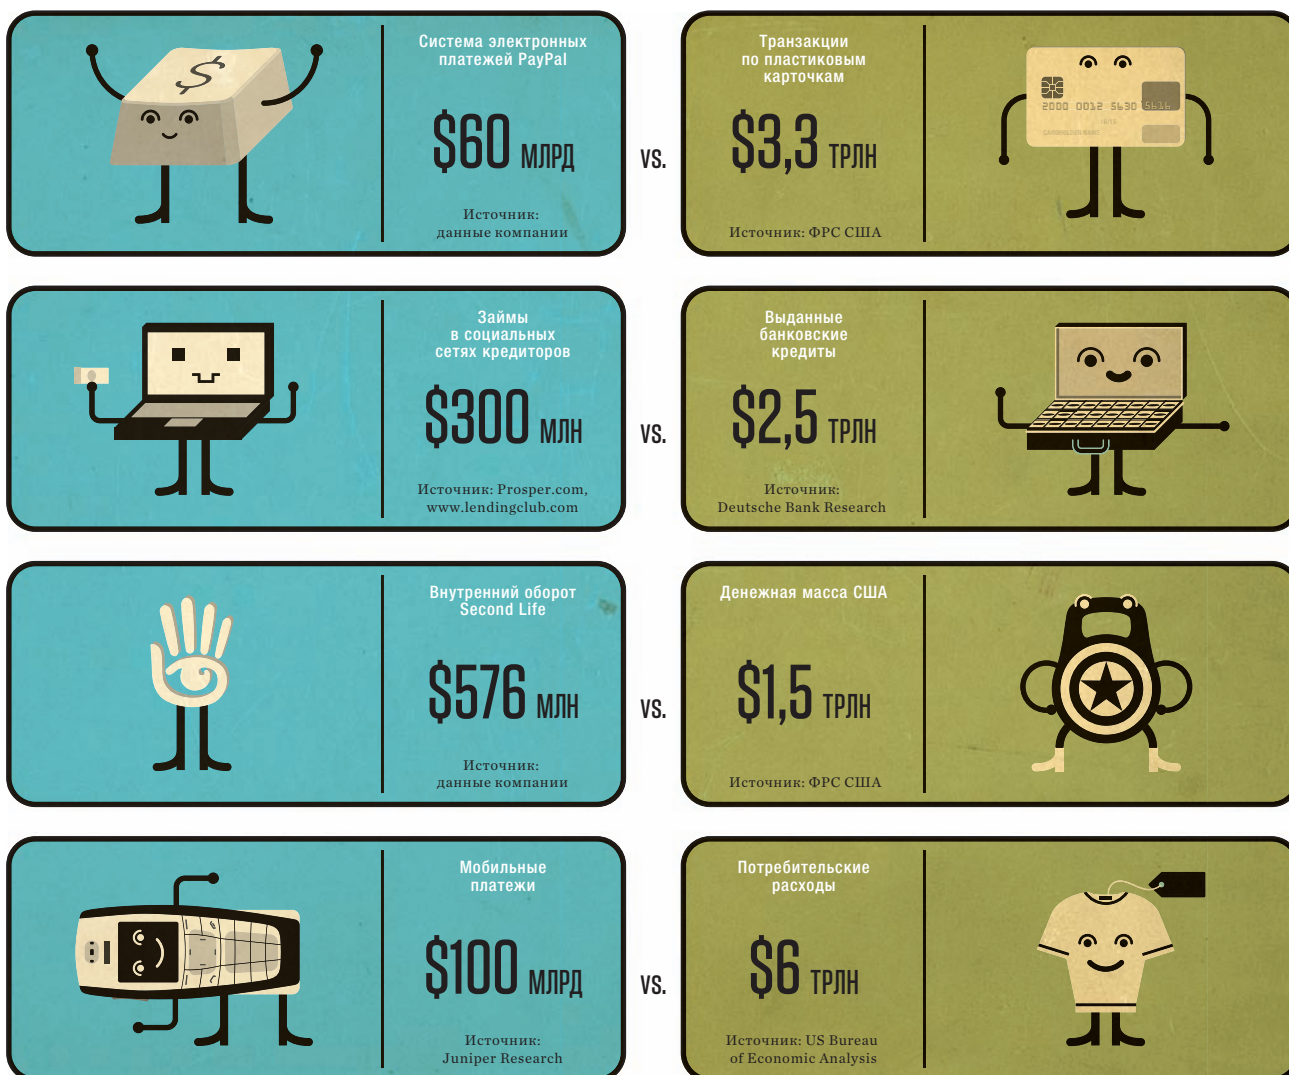 Система электронных
платежей PayPal
$60 МЛРД
Источник:
данные компании
VS.
Транзакции
по пластиковым
карточкам
$3,3 ТРЛН
Источник: ФРС США
$
2000 0012 5630 5616
CARDHOLDER NAME
Займы
в социальных
сетях кредиторов
$300 МЛН
Источник: Prosper.com,
www.lendingclub.com
VS.
Выданные
банковские
кредиты
$2,5 ТРЛН
Источник:
Deutsche Bank Research
Внутренний оборот
Second Life
$576 МЛН
Источник:
данные компании
VS.
Денежная масса США
$1,5 ТРЛН
Источник: ФРС США
Мобильные
платежи
$100 МЛРД
Источник:
Juniper Research
VS.
Потребительские
расходы
$6 ТРЛН
Источник: US Bureau
of Economic Analysis